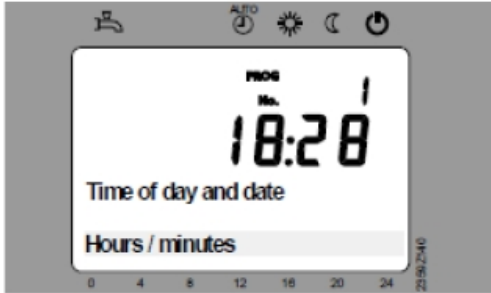 AUTO
PROG
No. 1
18:28
Time of day and date
Hours / minutes
0 4 8 12 16 20 24
2359Z340